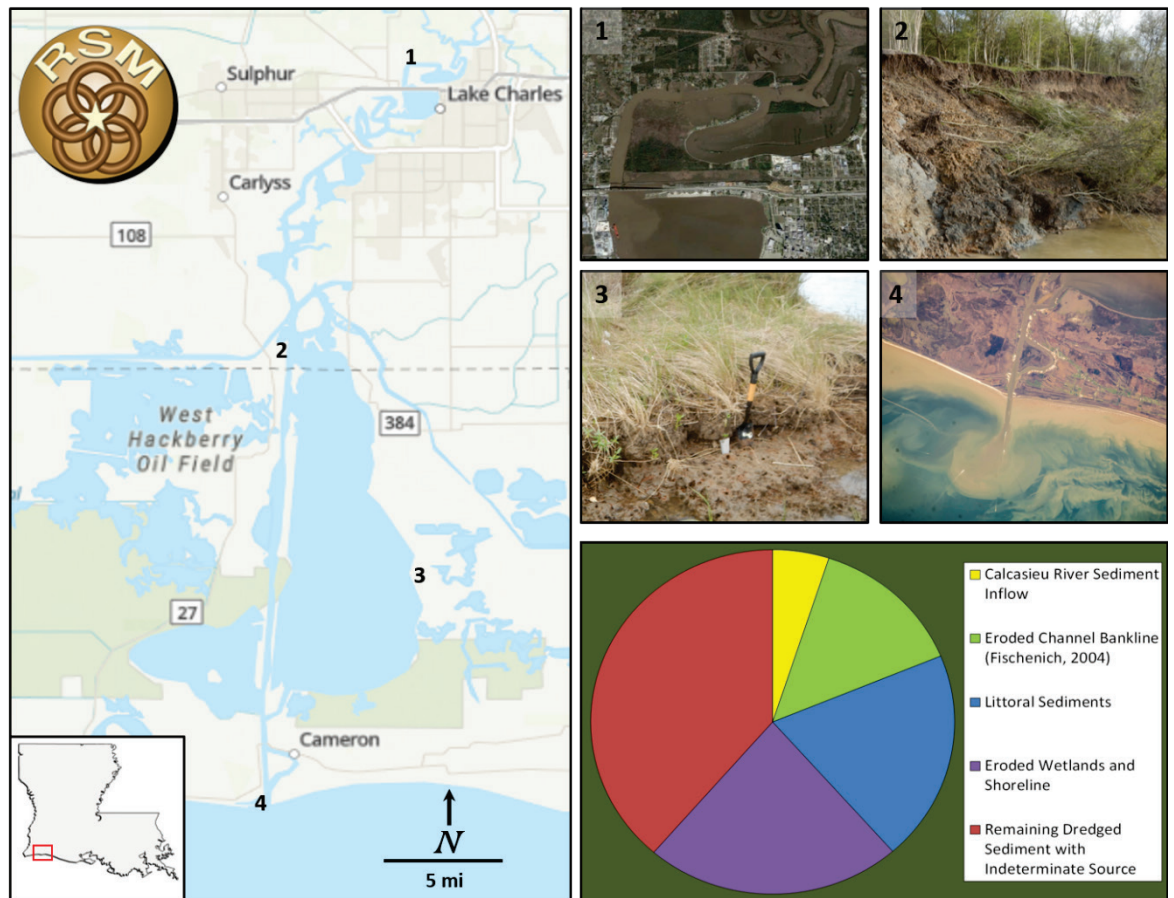 RSM
Sulphur
1
Lake Charles
Carlyss
108
2
West
Hackberry
Oil Field
384
3
27
Cameron
4
N
5 mi
1
2
3
4
Calcasieu River Sediment
Inflow
Eroded Channel Bankline
(Fischenich, 2004)
Littoral Sediments
Eroded Wetlands and
Shoreline
Remaining Dredged
Sediment with
Indeterminate Source